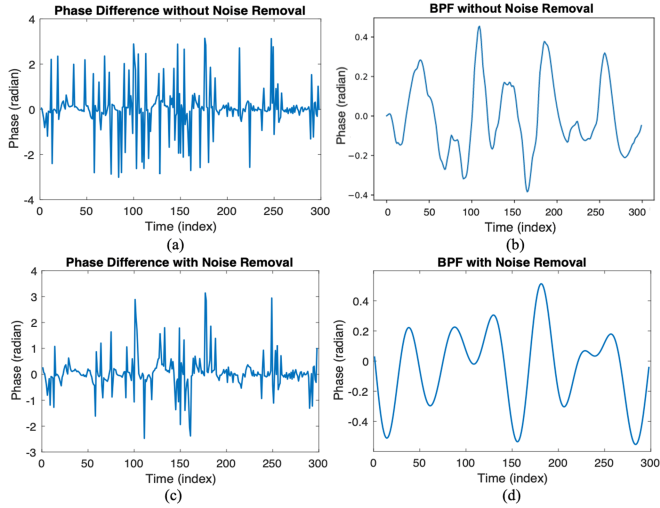 Phase Difference without Noise Removal
4
2
0
-2
-4
Phase (radian)
0 50 100 150 200 250 300
Time (index)
(a)
BPF without Noise Removal
0.4
0.2
0.0
-0.2
-0.4
Phase (radian)
0 50 100 150 200 250 300
Time (index)
(b)
Phase Difference with Noise Removal
4
3
2
1
0
-1
-2
-3
Phase (radian)
0 50 100 150 200 250 300
Time (index)
(c)
BPF with Noise Removal
0.4
0.2
0
-0.2
-0.4
Phase (radian)
0 50 100 150 200 250 300
Time (index)
(d)